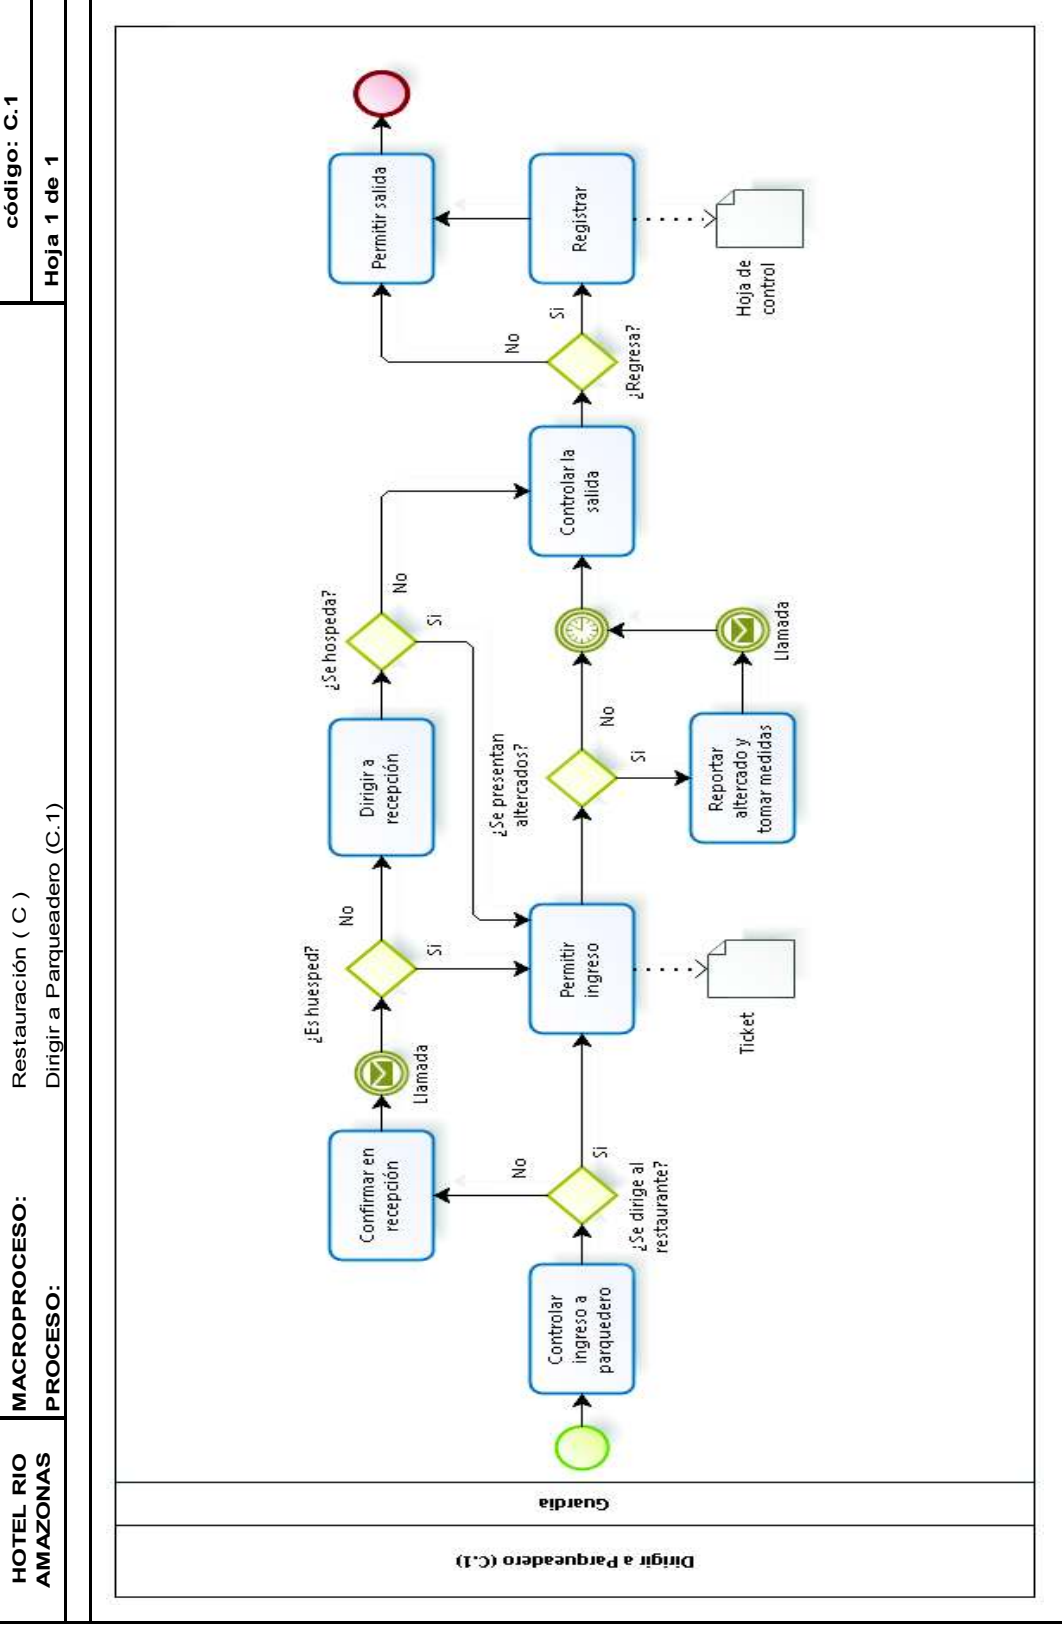 HOTEL RIO
AMAZONAS
MACROPROCESO:
Restauración ( C )
PROCESO:
Dirigir a Parqueadero (C.1)
código: C.1
Hoja 1 de 1
Dirigir a Parqueadero (C.1)
Guardia
Controlar
ingreso a
parquedero
¿Se dirige al
restaurante?
No
Si
Confirmar en
recepción
Llamada
¿Es huesped?
No
Si
Permitir
ingreso
Ticket
Dirigir a
recepción
¿Se hospeda?
No
Si
¿Se presentan
altercados?
No
Si
Reportar
altercado y
tomar medidas
Llamada
Controlar la
salida
¿Regresa?
No
Si
Registrar
Hoja de
control
Permitir salida